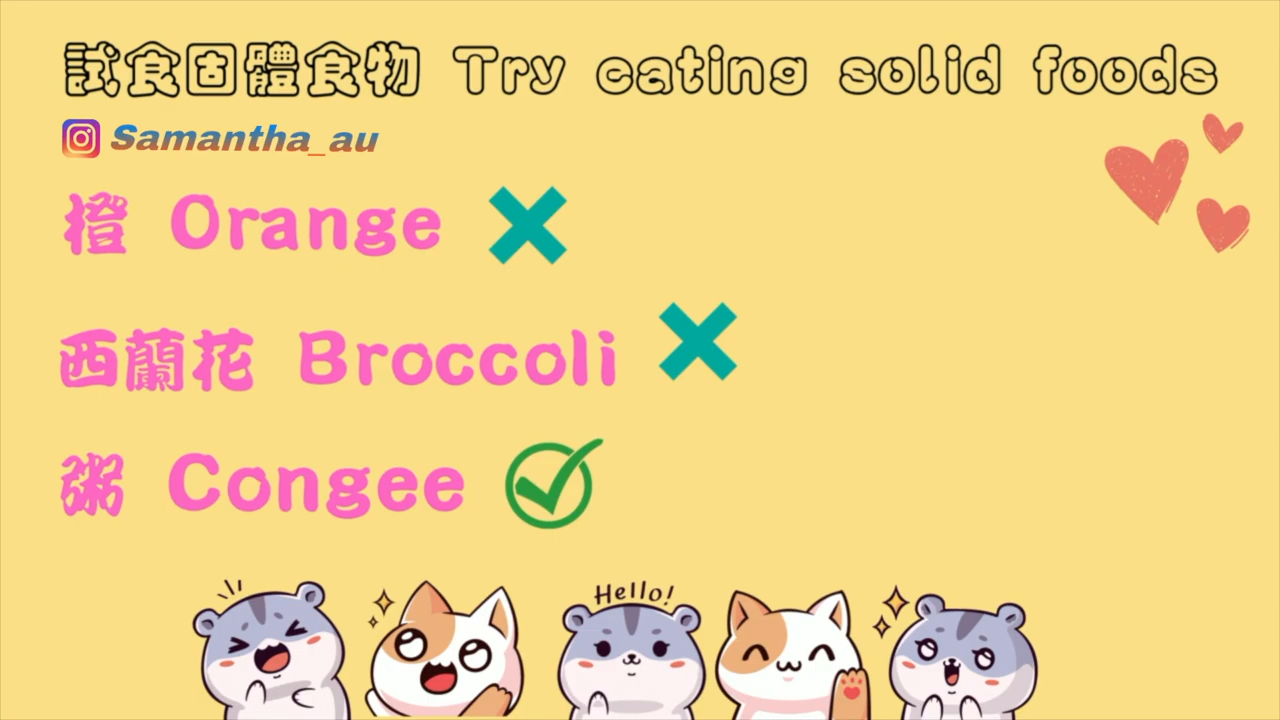 試食固體食物 Try eating solid foods
Samantha_au
橙 Orange
西蘭花 Broccoli
粥 Congee
Hello!